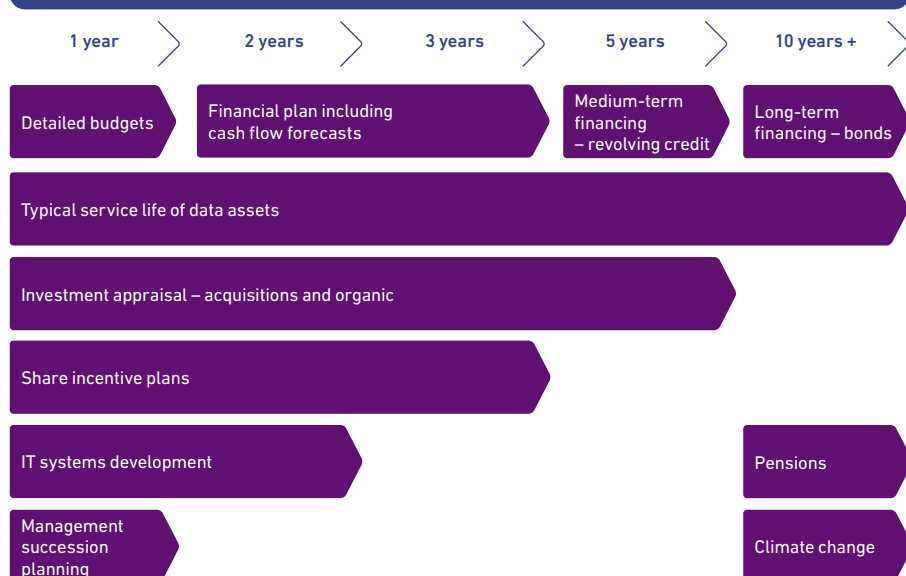 1 year
2 years
3 years
5 years
10 years +
Detailed budgets
Financial plan including
cash flow forecasts
Medium-term
financing
– revolving credit
Long-term
financing – bonds
Typical service life of data assets
Investment appraisal – acquisitions and organic
Share incentive plans
IT systems development
Pensions
Management
succession
planning
Climate change